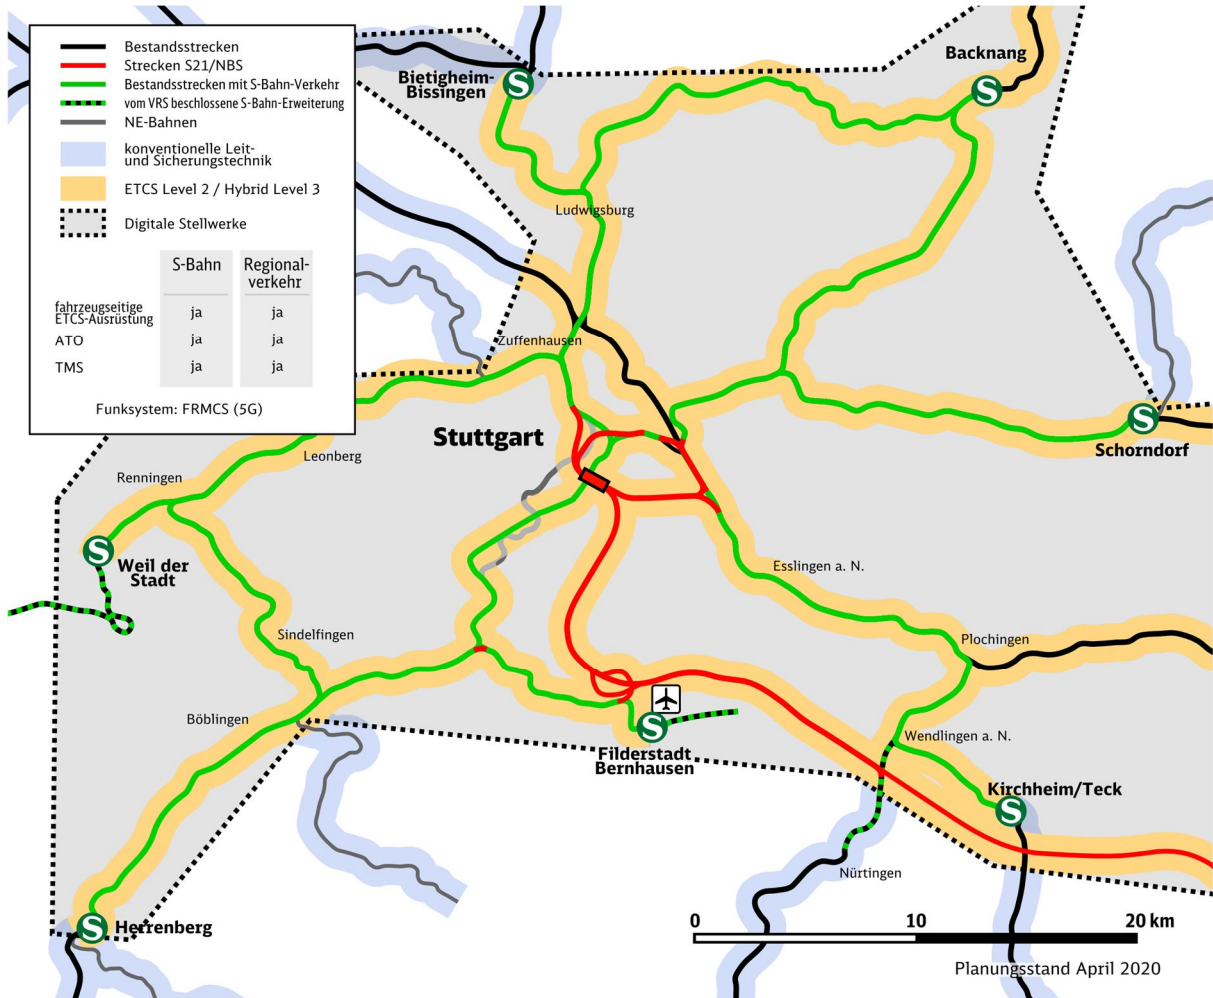 Bestandsstrecken
Strecken S21/NBS
Bestandsstrecken mit S-Bahn-Verkehr
vom VRS beschlossene S-Bahn-Erweiterung
NE-Bahnen
konventionelle Leit-
und Sicherungstechnik
ETCS Level 2 / Hybrid Level 3
Digitale Stellwerke
S-Bahn
Regional-
verkehr
fahrzeugseitige
ETCS-Ausrüstung
ja
ja
ATO
ja
ja
TMS
ja
ja
Funksystem: FRMCS (5G)
Backnang
S
Bietigheim-
Bissingen
S
Ludwigsburg
Zuffenhausen
Stuttgart
S
Schorndorf
Leonberg
Renningen
S
Weil der
Stadt
Esslingen a. N.
Sindelfingen
Plochingen
Böblingen
S
Filderstadt
Bernhausen
Wendlingen a. N.
Kirchheim/Teck
S
Nürtingen
S
Herrenberg
0
10
20 km
Planungsstand April 2020